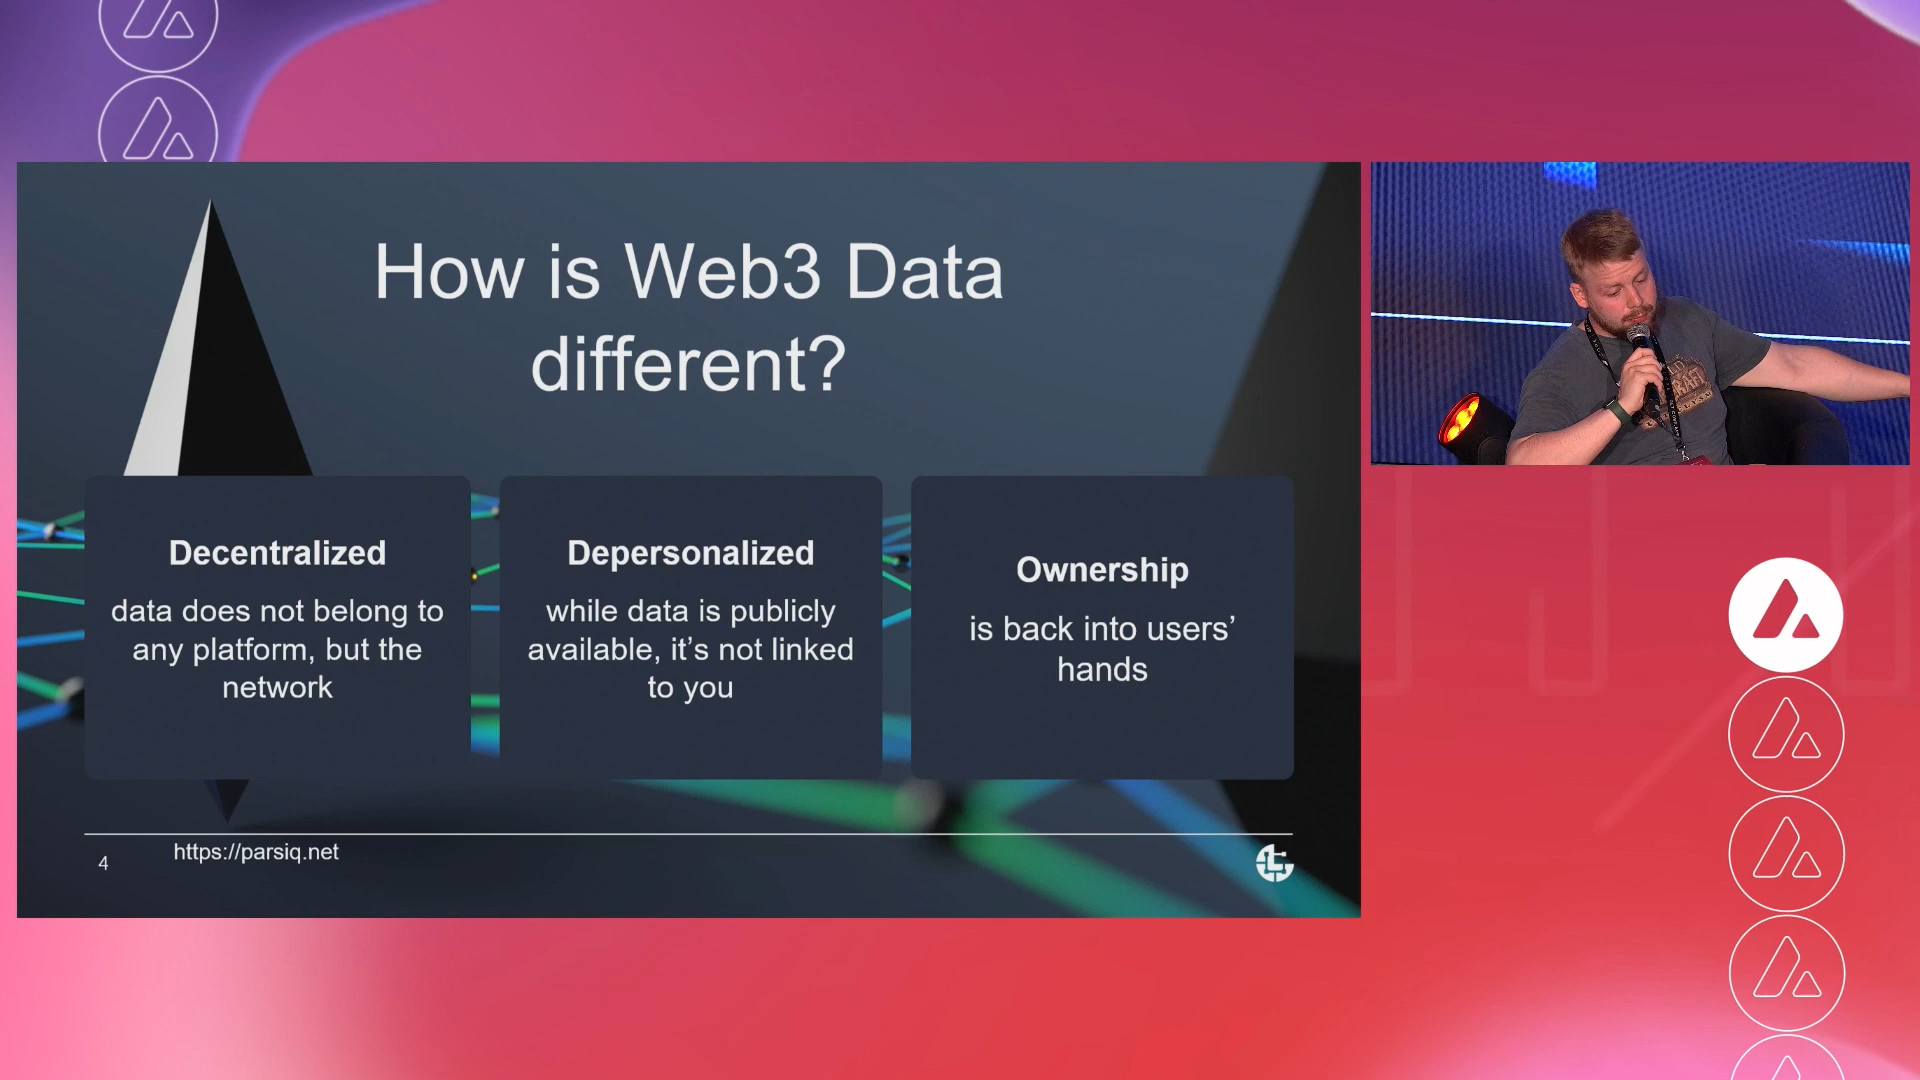 How is Web3 Data
different?
Decentralized
data does not belong to
any platform, but the
network
Depersonalized
while data is publicly
available, it’s not linked
to you
Ownership
is back into users’
hands
4
https://parsiq.net